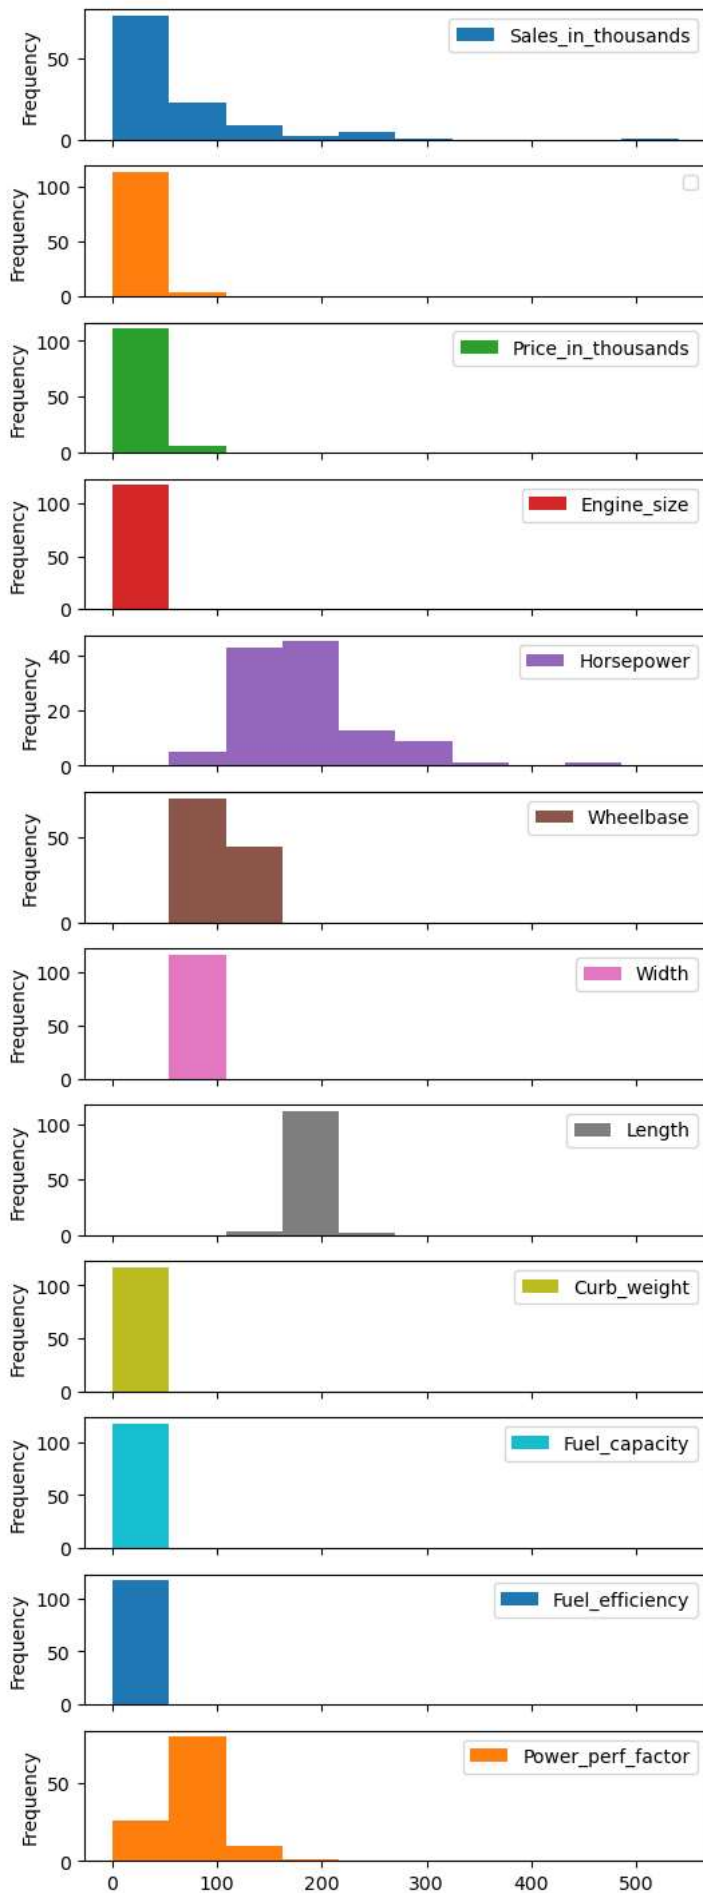 Sales_in_thousands
Frequency
50
0
Frequency
100
50
0
Price_in_thousands
Frequency
100
50
0
Engine_size
Frequency
100
50
0
Horsepower
Frequency
40
20
0
Wheelbase
Frequency
50
0
Width
Frequency
100
50
0
Length
Frequency
100
50
0
Curb_weight
Frequency
100
50
0
Fuel_capacity
Frequency
100
50
0
Fuel_efficiency
Frequency
100
50
0
Power_perf_factor
Frequency
50
0
0 100 200 300 400 500